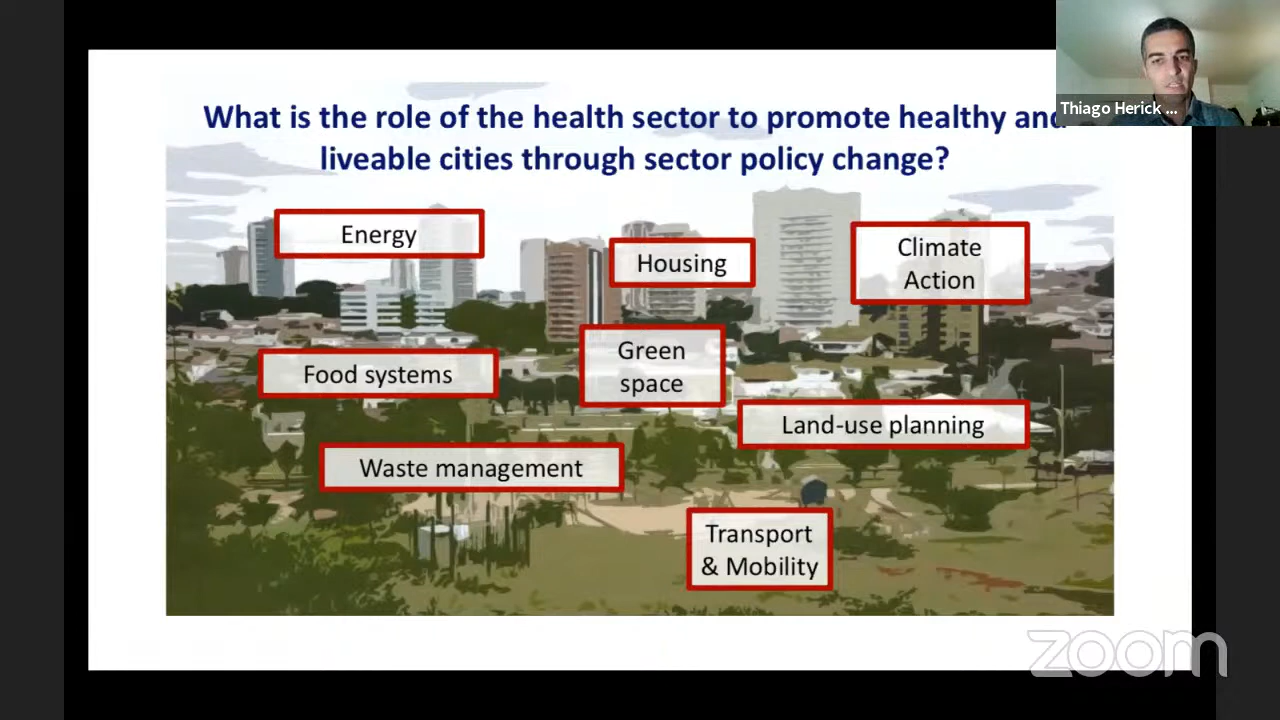 What is the role of the health sector to promote healthy and
liveable cities through sector policy change?
Thiago Herick ...
Energy
Housing
Climate
Action
Food systems
Green
space
Land-use planning
Waste management
Transport
& Mobility
zoom